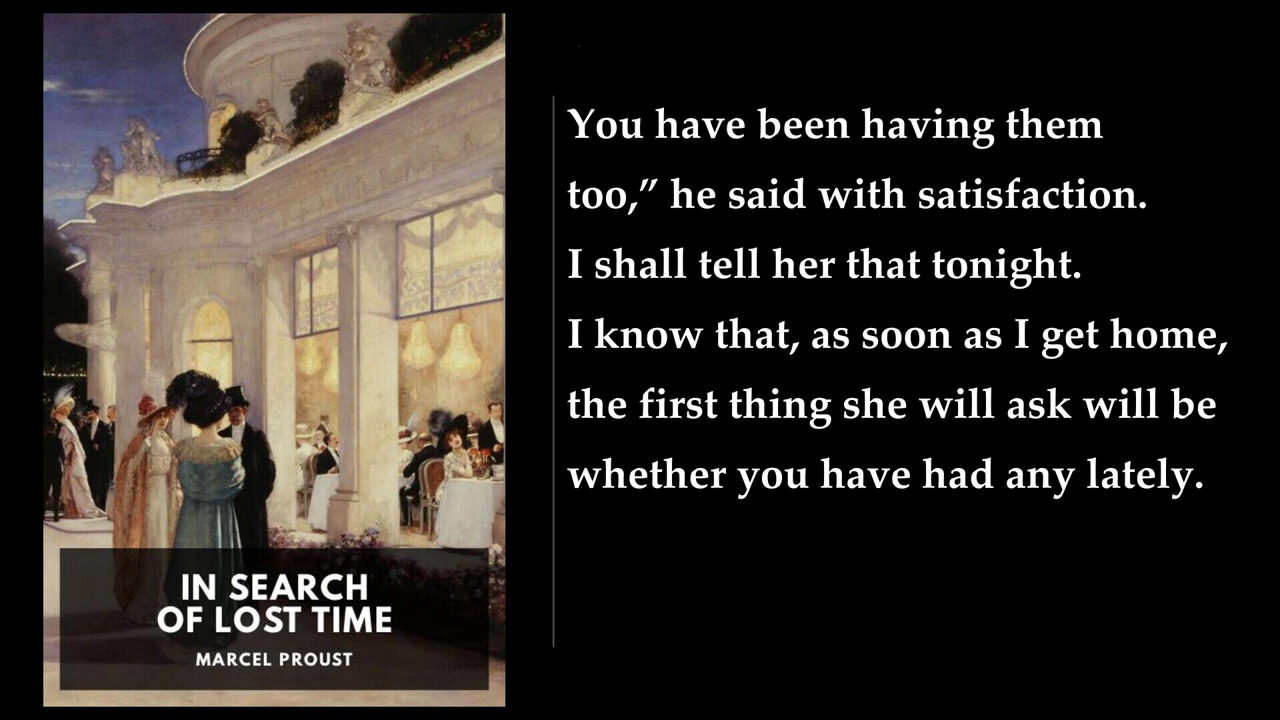 You have been having them
too,” he said with satisfaction.
I shall tell her that tonight.
I know that, as soon as I get home,
the first thing she will ask will be
whether you have had any lately.
IN SEARCH
OF LOST TIME
MARCEL PROUST